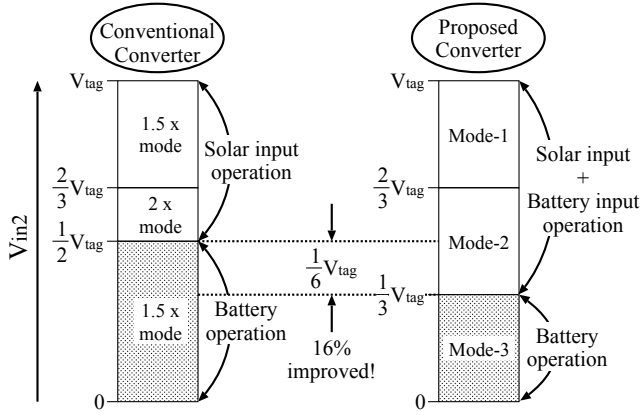 Conventional
Converter
Proposed
Converter
Vin2
V_tag
1.5 x
mode
2/3 V_tag
2 x
mode
1/2 V_tag
1.5 x
mode
0
Solar input
operation
Battery
operation
1/6 V_tag
16%
improved!
V_tag
Mode-1
2/3 V_tag
Mode-2
1/3 V_tag
Mode-3
0
Solar input
+
Battery input
operation
Battery
operation